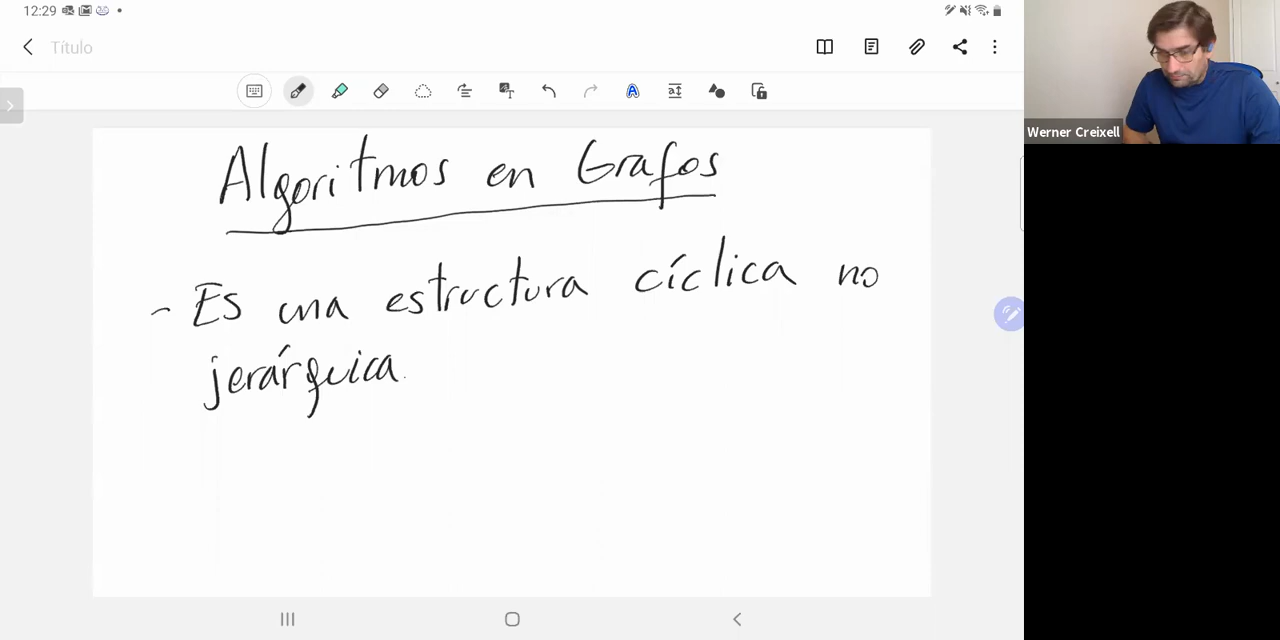 12:29
Título
Algoritmos en Grafos
- Es una estructura cíclica no
jerárquica.
Werner Creixell